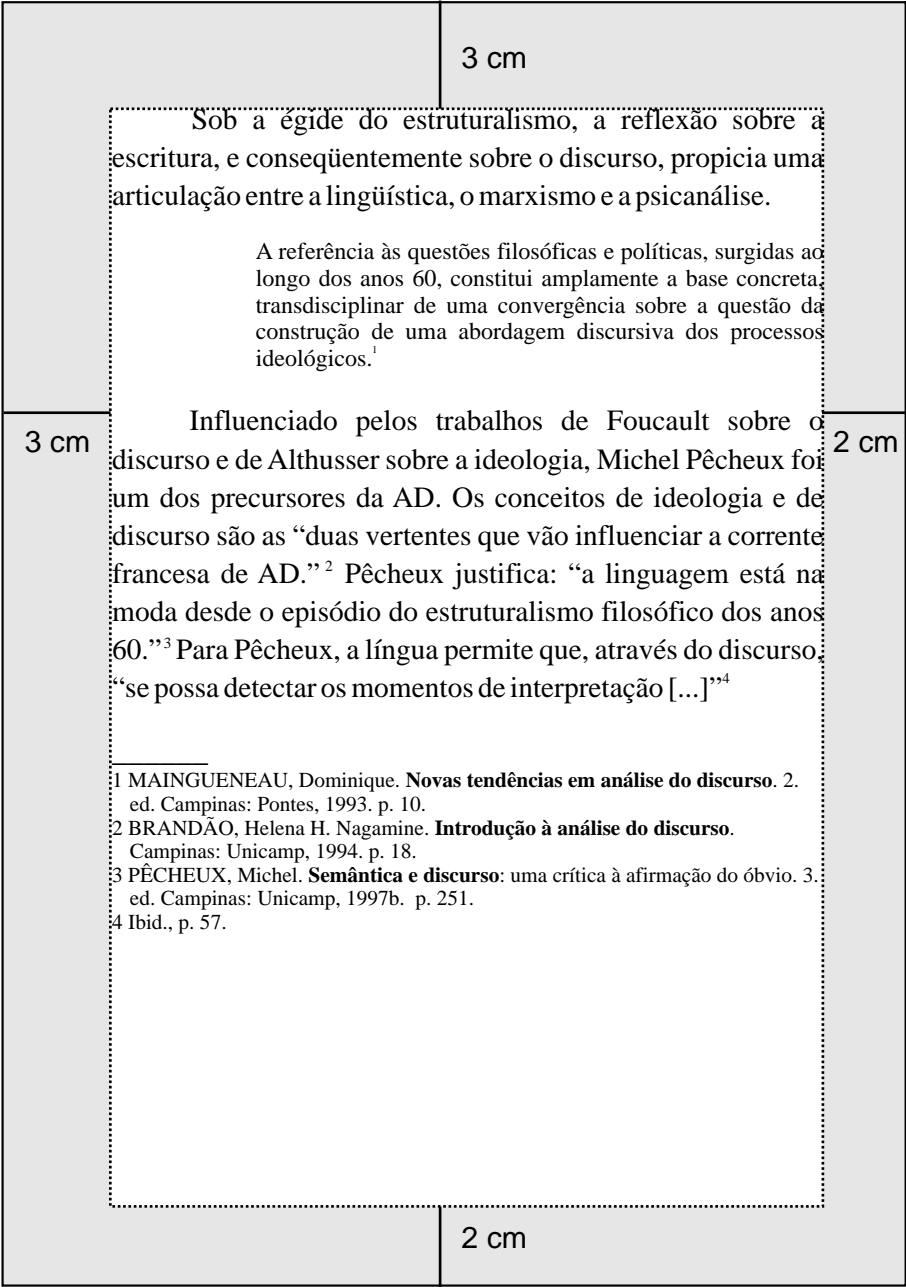 3 cm
Sob a égide do estruturalismo, a reflexão sobre a
escritura, e conseqüentemente sobre o discurso, propicia uma
articulação entre a lingüística, o marxismo e a psicanálise.
A referência às questões filosóficas e políticas, surgidas ao
longo dos anos 60, constitui amplamente a base concreta,
transdisciplinar de uma convergência sobre a questão da
construção de uma abordagem discursiva dos processos
ideológicos.¹
Influenciado pelos trabalhos de Foucault sobre o
3 cm
2 cm
discurso e de Althusser sobre a ideologia, Michel Pêcheux foi
um dos precursores da AD. Os conceitos de ideologia e de
discurso são as “duas vertentes que vão influenciar a corrente
francesa de AD.” ² Pêcheux justifica: “a linguagem está na
moda desde o episódio do estruturalismo filosófico dos anos
60.”³ Para Pêcheux, a língua permite que, através do discurso,
“se possa detectar os momentos de interpretação [...]”⁴
1 MAINGUENEAU, Dominique. Novas tendências em análise do discurso. 2.
ed. Campinas: Pontes, 1993. p. 10.
2 BRANDÃO, Helena H. Nagamine. Introdução à análise do discurso.
Campinas: Unicamp, 1994. p. 18.
3 PÊCHEUX, Michel. Semântica e discurso: uma crítica à afirmação do óbvio. 3.
ed. Campinas: Unicamp, 1997b. p. 251.
4 Ibid., p. 57.
2 cm